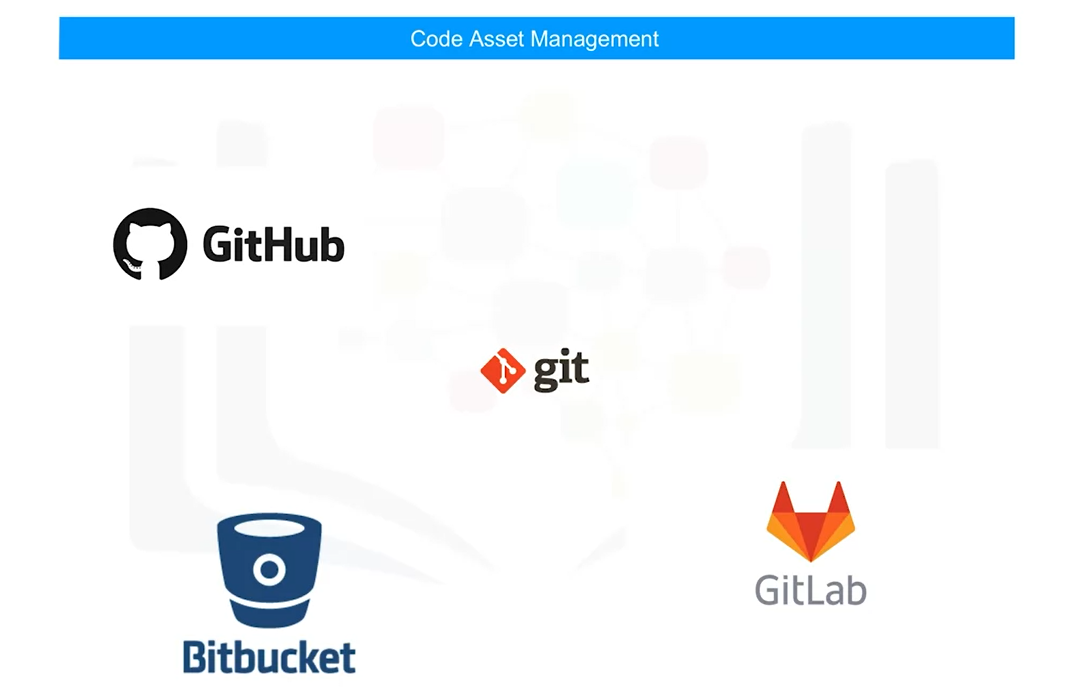 Code Asset Management
GitHub
git
GitLab
Bitbucket